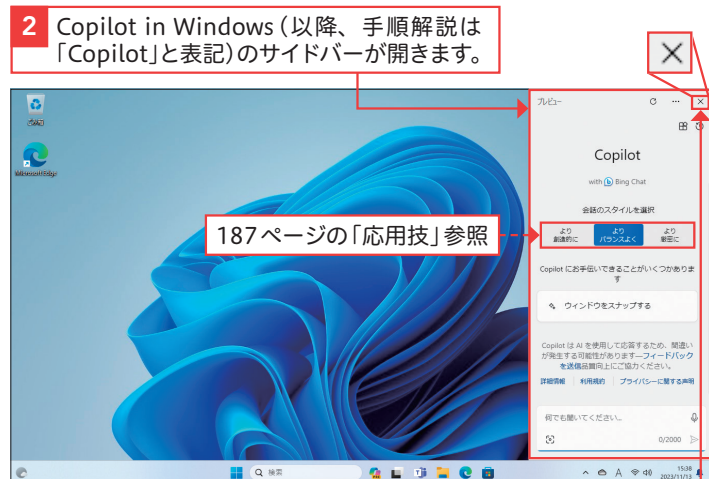 2 Copilot in Windows（以降、手順解説は
「Copilot」と表記）のサイドバーが開きます。
プレビュー
ごみ箱
Microsoft Edge
Copilot
with b Bing Chat
会話のスタイルを選択
187ページの「応用技」参照
より
創造的に
より
バランスよく
より
厳密に
Copilot にお手伝いできることがいくつかありま
す
ウィンドウをスナップする
Copilot は AI を使用して応答するため、間違い
が発生する可能性があります—フィードバック
を送信品質向上にご協力ください。
詳細情報 利用規約 プライバシーに関する声明
何でも聞いてください...
0/2000
検索
A
15:38
2023/11/13